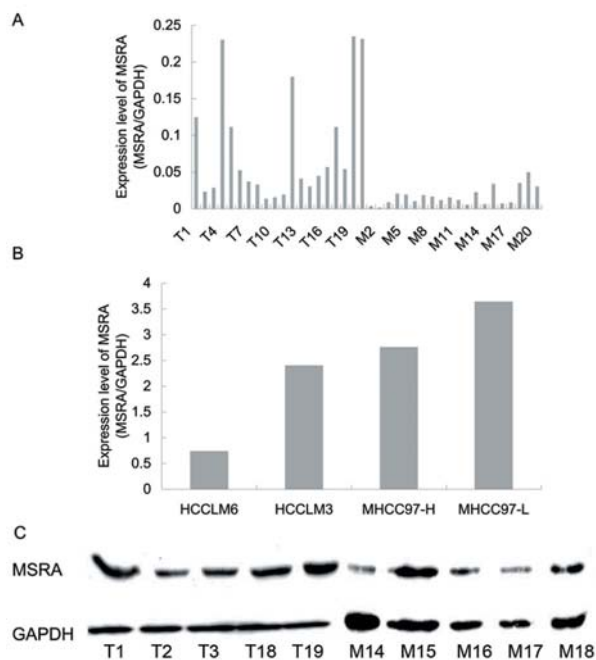 A
Expression level of MSRA
(MSRA/GAPDH)
0.25
0.2
0.15
0.1
0.05
0
T1 T4 T7 T10 T13 T16 T19 M2 M5 M8 M11 M14 M17 M20
B
Expression level of MSRA
(MSRA/GAPDH)
4
3.5
3
2.5
2
1.5
1
0.5
0
HCCLM6 HCCLM3 MHCC97-H MHCC97-L
C
MSRA
GAPDH
T1 T2 T3 T18 T19 M14 M15 M16 M17 M18